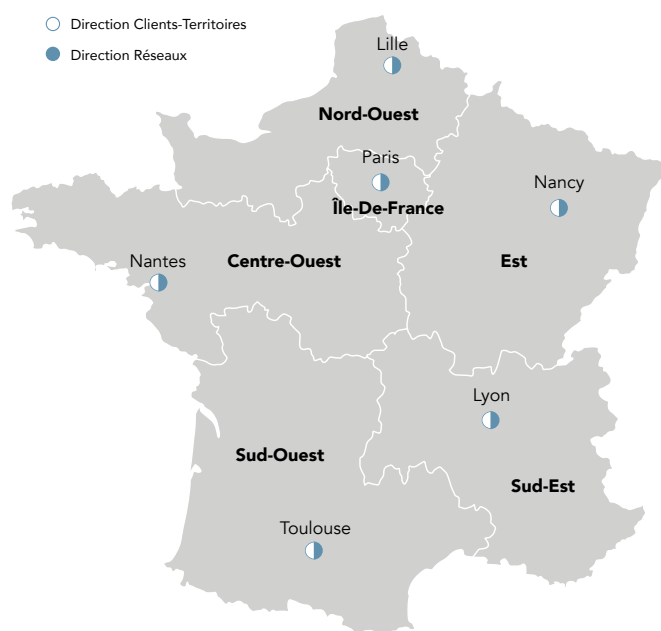 Direction Clients-Territoires
Direction Réseaux
Lille
Nord-Ouest
Paris
Île-De-France
Nancy
Nantes
Centre-Ouest
Est
Lyon
Sud-Ouest
Sud-Est
Toulouse